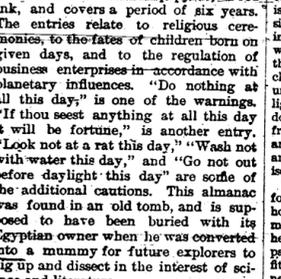 nk, and covers a period of six years.
The entries relate to religious cere-
monies, to the fates of children born on
given days, and to the regulation of
business enterprises in accordance with
planetary influences. "Do nothing at
all this day," is one of the warnings.
"If thou seest anything at all this day
it will be fortune," is another entry.
"Look not at a rat this day," "Wash not
with water this day," and "Go not out
before daylight this day" are some of
the additional cautions. This almanac
was found in an old tomb, and is sup-
posed to have been buried with its
Egyptian owner when he was converted
into a mummy for future explorers to
dig up and dissect in the interest of sci-